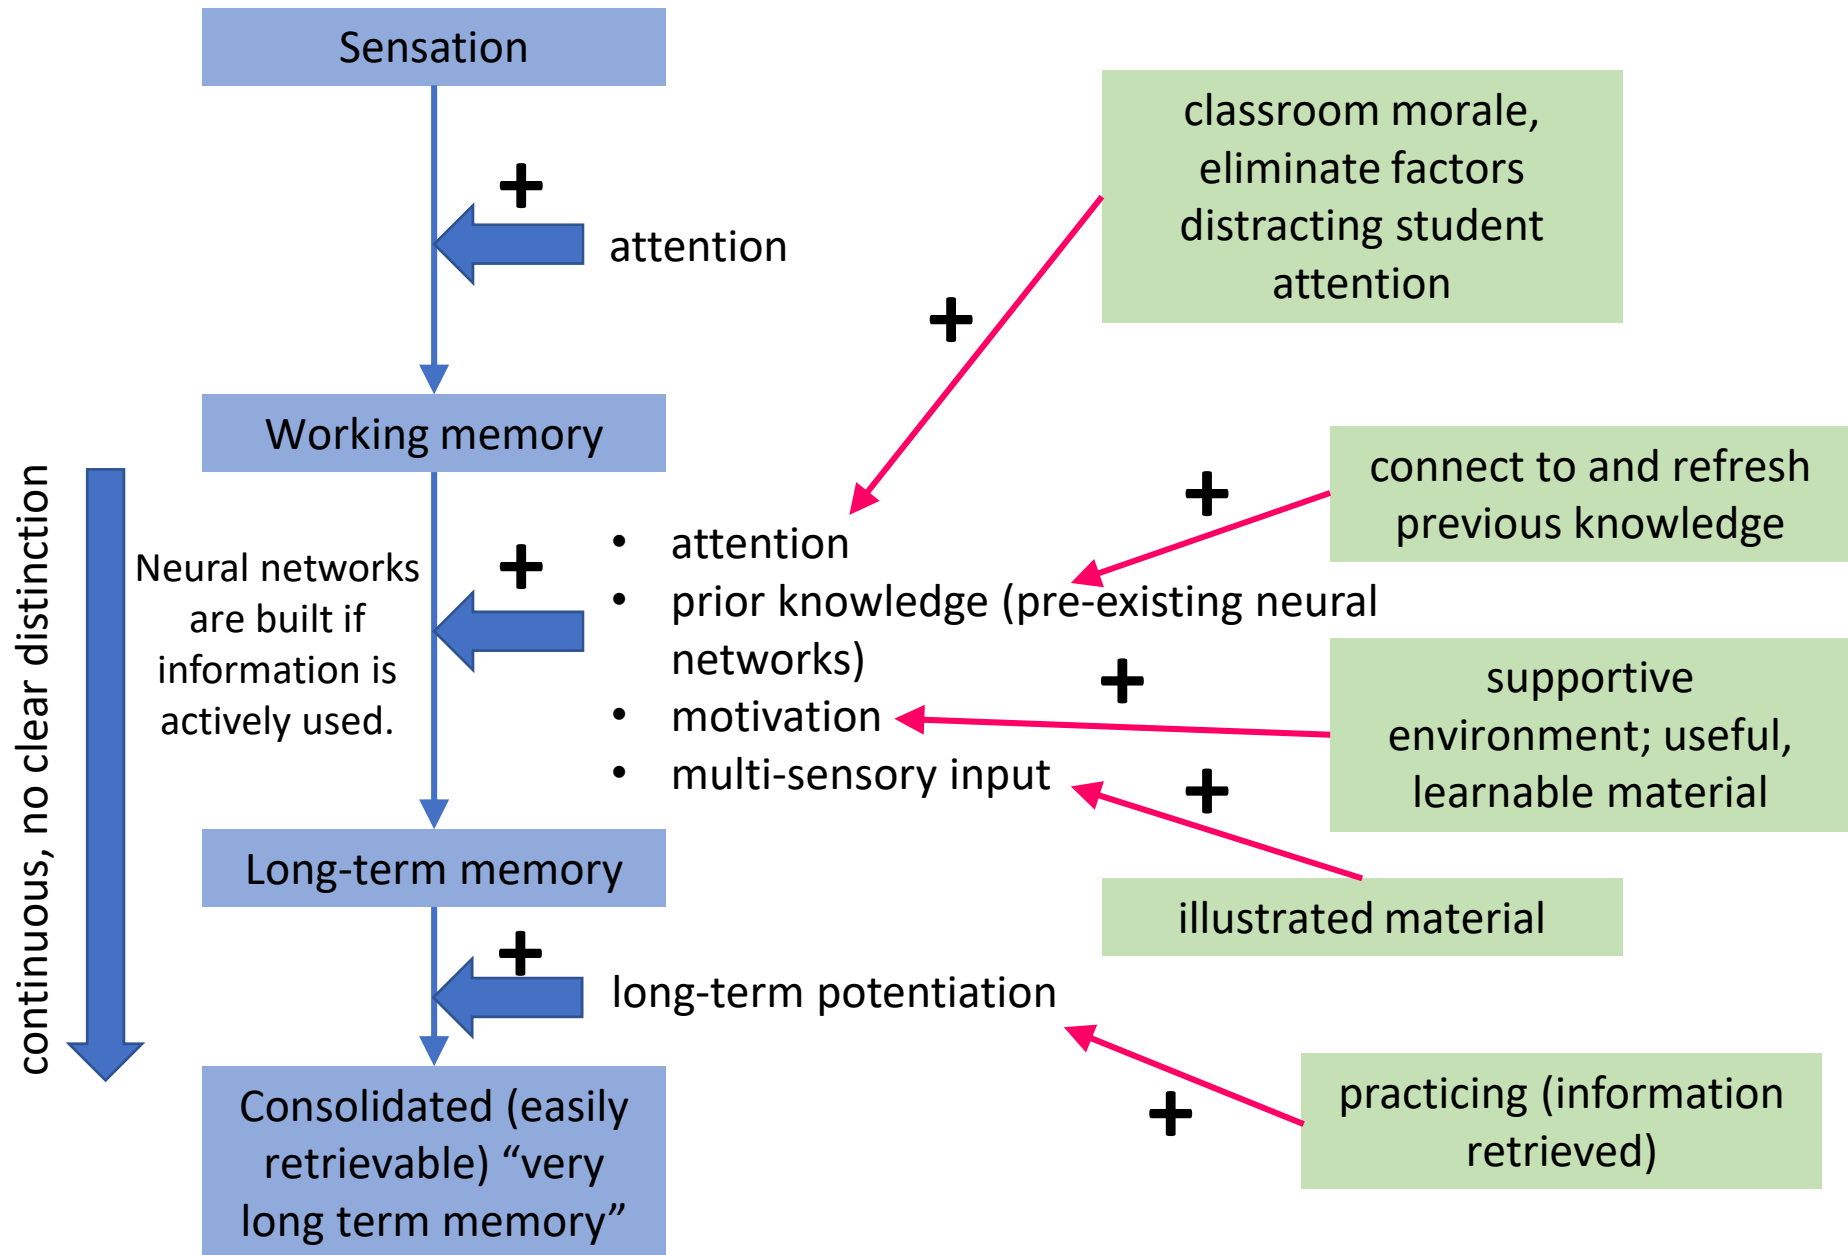 Sensation
+
attention
classroom morale,
eliminate factors
distracting student
attention
+
Working memory
continuous, no clear distinction
Neural networks
are built if
information is
actively used.
+
• attention
• prior knowledge (pre-existing neural
networks)
• motivation
• multi-sensory input
+
connect to and refresh
previous knowledge
+
supportive
environment; useful,
learnable material
+
illustrated material
Long-term memory
+
long-term potentiation
+
practicing (information
retrieved)
Consolidated (easily
retrievable) “very
long term memory”